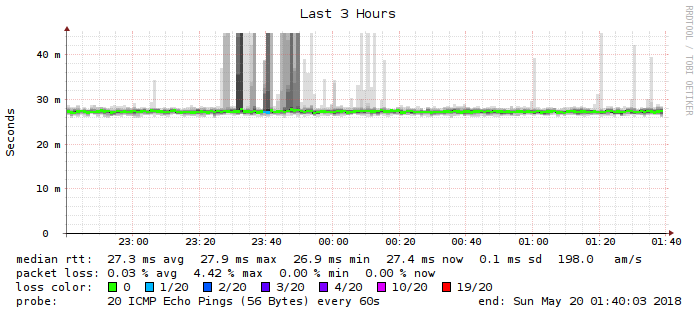 Last 3 Hours
RRDTOOL / TOBI OETIKER
Seconds
40 m
30 m
20 m
10 m
0
23:00 23:20 23:40 00:00 00:20 00:40 01:00 01:20 01:40
median rtt: 27.3 ms avg 27.9 ms max 26.9 ms min 27.4 ms now 0.1 ms sd 198.0 am/s
packet loss: 0.03 % avg 4.42 % max 0.00 % min 0.00 % now
loss color: 0 1/20 2/20 3/20 4/20 10/20 19/20
probe: 20 ICMP Echo Pings (56 Bytes) every 60s end: Sun May 20 01:40:03 2018